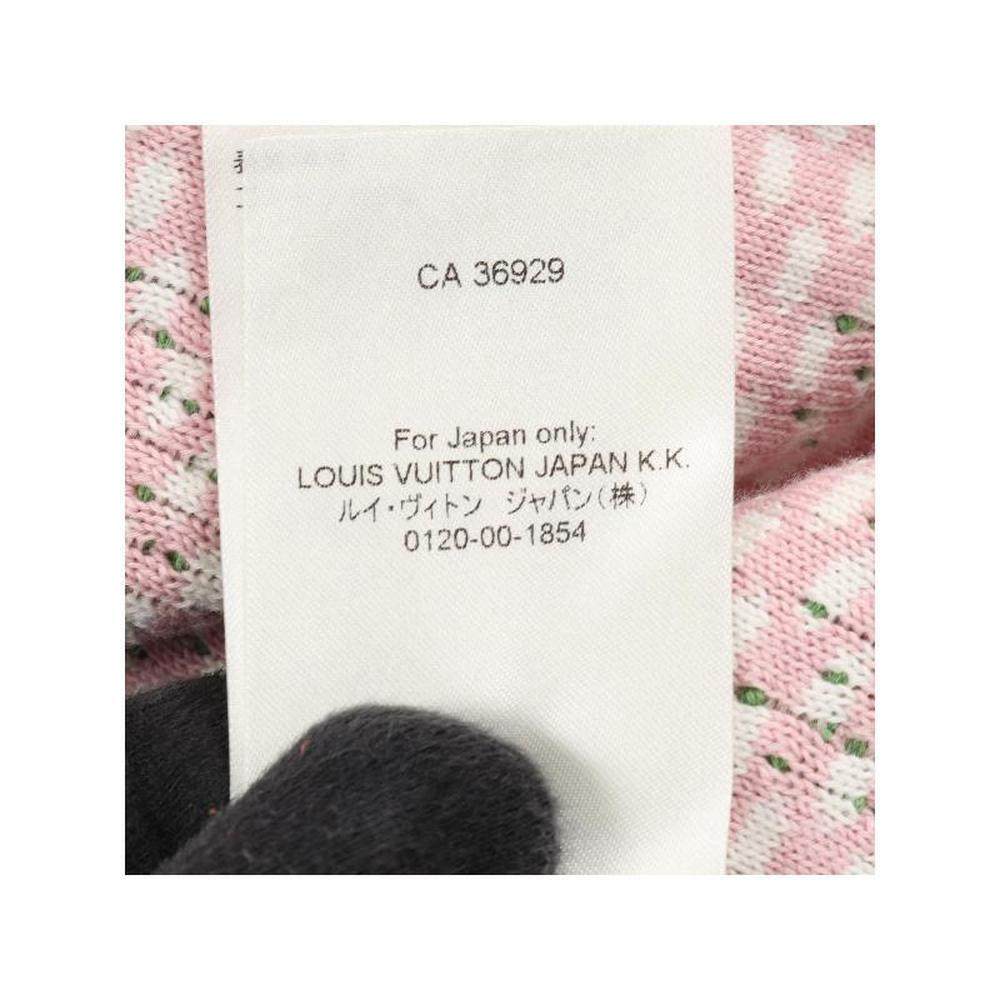 CA 36929
For Japan only:
LOUIS VUITTON JAPAN K.K.
ルイ・ヴィトン ジャパン(株)
0120-00-1854